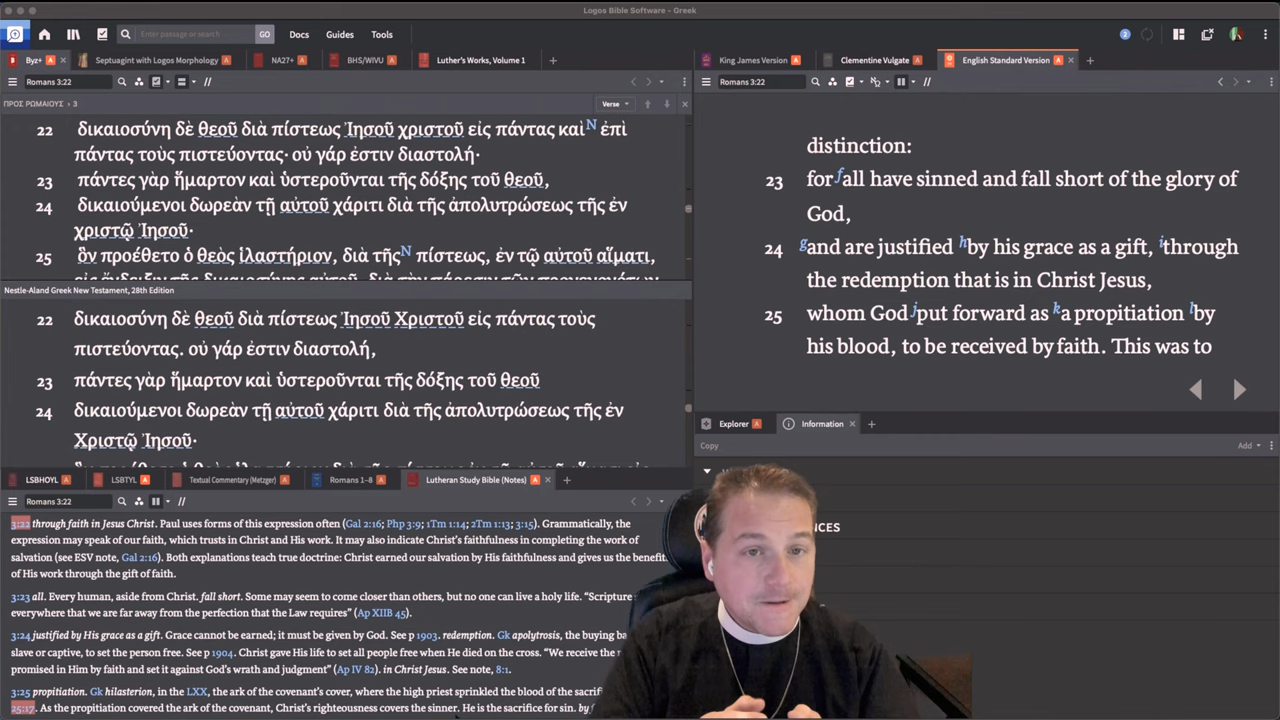 Logos Bible Software - Greek
Enter passage or search GO Docs Guides Tools 2
Byz+ A Septuagint with Logos Morphology A NA27+ A BHS/WIVU A Luther's Works, Volume 1
Romans 3:22
ΠΡΟΣ ΡΩΜΑΙΟΥΣ › 3 Verse
22 δικαιοσύνη δὲ θεοῦ διὰ πίστεως Ἰησοῦ χριστοῦ εἰς πάντας καὶN ἐπὶ
πάντας τοὺς πιστεύοντας· οὐ γάρ ἐστιν διαστολή·
23 πάντες γὰρ ἥμαρτον καὶ ὑστεροῦνται τῆς δόξης τοῦ θεοῦ,
24 δικαιούμενοι δωρεὰν τῇ αὐτοῦ χάριτι διὰ τῆς ἀπολυτρώσεως τῆς ἐν
χριστῷ Ἰησοῦ·
25 ὃν προέθετο ὁ θεὸς ἱλαστήριον, διὰ τῆςN πίστεως, ἐν τῷ αὐτοῦ αἵματι,
Nestle-Aland Greek New Testament, 28th Edition
22 δικαιοσύνη δὲ θεοῦ διὰ πίστεως Ἰησοῦ Χριστοῦ εἰς πάντας τοὺς
πιστεύοντας. οὐ γάρ ἐστιν διαστολή,
23 πάντες γὰρ ἥμαρτον καὶ ὑστεροῦνται τῆς δόξης τοῦ θεοῦ
24 δικαιούμενοι δωρεὰν τῇ αὐτοῦ χάριτι διὰ τῆς ἀπολυτρώσεως τῆς ἐν
Χριστῷ Ἰησοῦ·
LSBHOYL A LSBTYL A Textual Commentary (Metzger) A Romans 1–8 A Lutheran Study Bible (Notes) A
Romans 3:22
3:22 through faith in Jesus Christ. Paul uses forms of this expression often (Gal 2:16; Php 3:9; 1Tm 1:14; 2Tm 1:13; 3:15). Grammatically, the
expression may speak of our faith, which trusts in Christ and His work. It may also indicate Christ's faithfulness in completing the work of
salvation (see ESV note, Gal 2:16). Both explanations teach true doctrine: Christ earned our salvation by His faithfulness and gives us the benefit
of His work through the gift of faith.
3:23 all. Every human, aside from Christ. fall short. Some may seem to come closer than others, but no one can live a holy life. “Scripture
everywhere that we are far away from the perfection that the Law requires” (Ap XIIB 45).
3:24 justified by His grace as a gift. Grace cannot be earned; it must be given by God. See p 1903. redemption. Gk apolytrosis, the buying ba
slave or captive, to set the person free. See p 1904. Christ gave His life to set all people free when He died on the cross. “We receive the
promised in Him by faith and set it against God's wrath and judgment” (Ap IV 82). in Christ Jesus. See note, 8:1.
3:25 propitiation. Gk hilasterion, in the LXX, the ark of the covenant's cover, where the high priest sprinkled the blood of the sacrifi
25:17. As the propitiation covered the ark of the covenant, Christ's righteousness covers the sinner. He is the sacrifice for sin. by
King James Version A Clementine Vulgate A English Standard Version A
Romans 3:22
distinction:
23 for fall have sinned and fall short of the glory of
God,
24 gand are justified hby his grace as a gift, ithrough
the redemption that is in Christ Jesus,
25 whom God jput forward as ka propitiation lby
his blood, to be received by faith. This was to
Explorer A Information
Copy Add